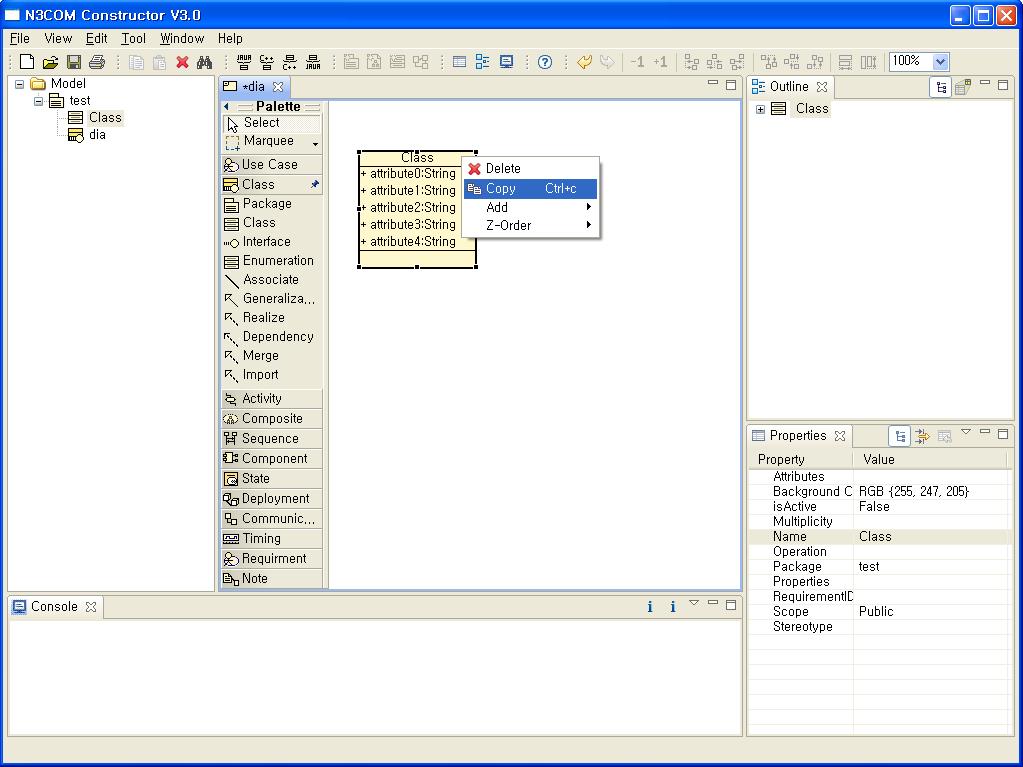 N3COM Constructor V3.0
File View Edit Tool Window Help
JAVA C++ C++ JAVA -1 +1 100%
Model
test
Class
dia
*dia
Palette
Select
Marquee
Use Case
Class
Package
Class
Interface
Enumeration
Associate
Generaliza...
Realize
Dependency
Merge
Import
Activity
Composite
Sequence
Component
State
Deployment
Communic...
Timing
Requirment
Note
Class
+ attribute0:String
+ attribute1:String
+ attribute2:String
+ attribute3:String
+ attribute4:String
Delete
Copy Ctrl+c
Add
Z-Order
Outline
Class
Properties
Property Value
Attributes
Background C RGB {255, 247, 205}
isActive False
Multiplicity
Name Class
Operation
Package test
Properties
RequirementID
Scope Public
Stereotype
Console